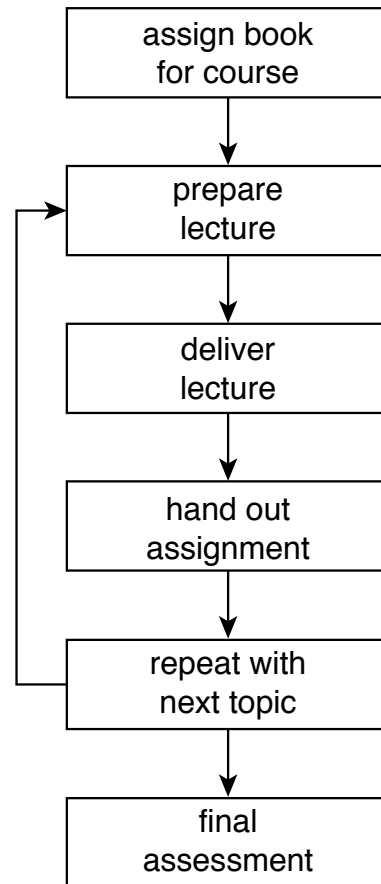 assign book
for course
prepare
lecture
deliver
lecture
hand out
assignment
repeat with
next topic
final
assessment